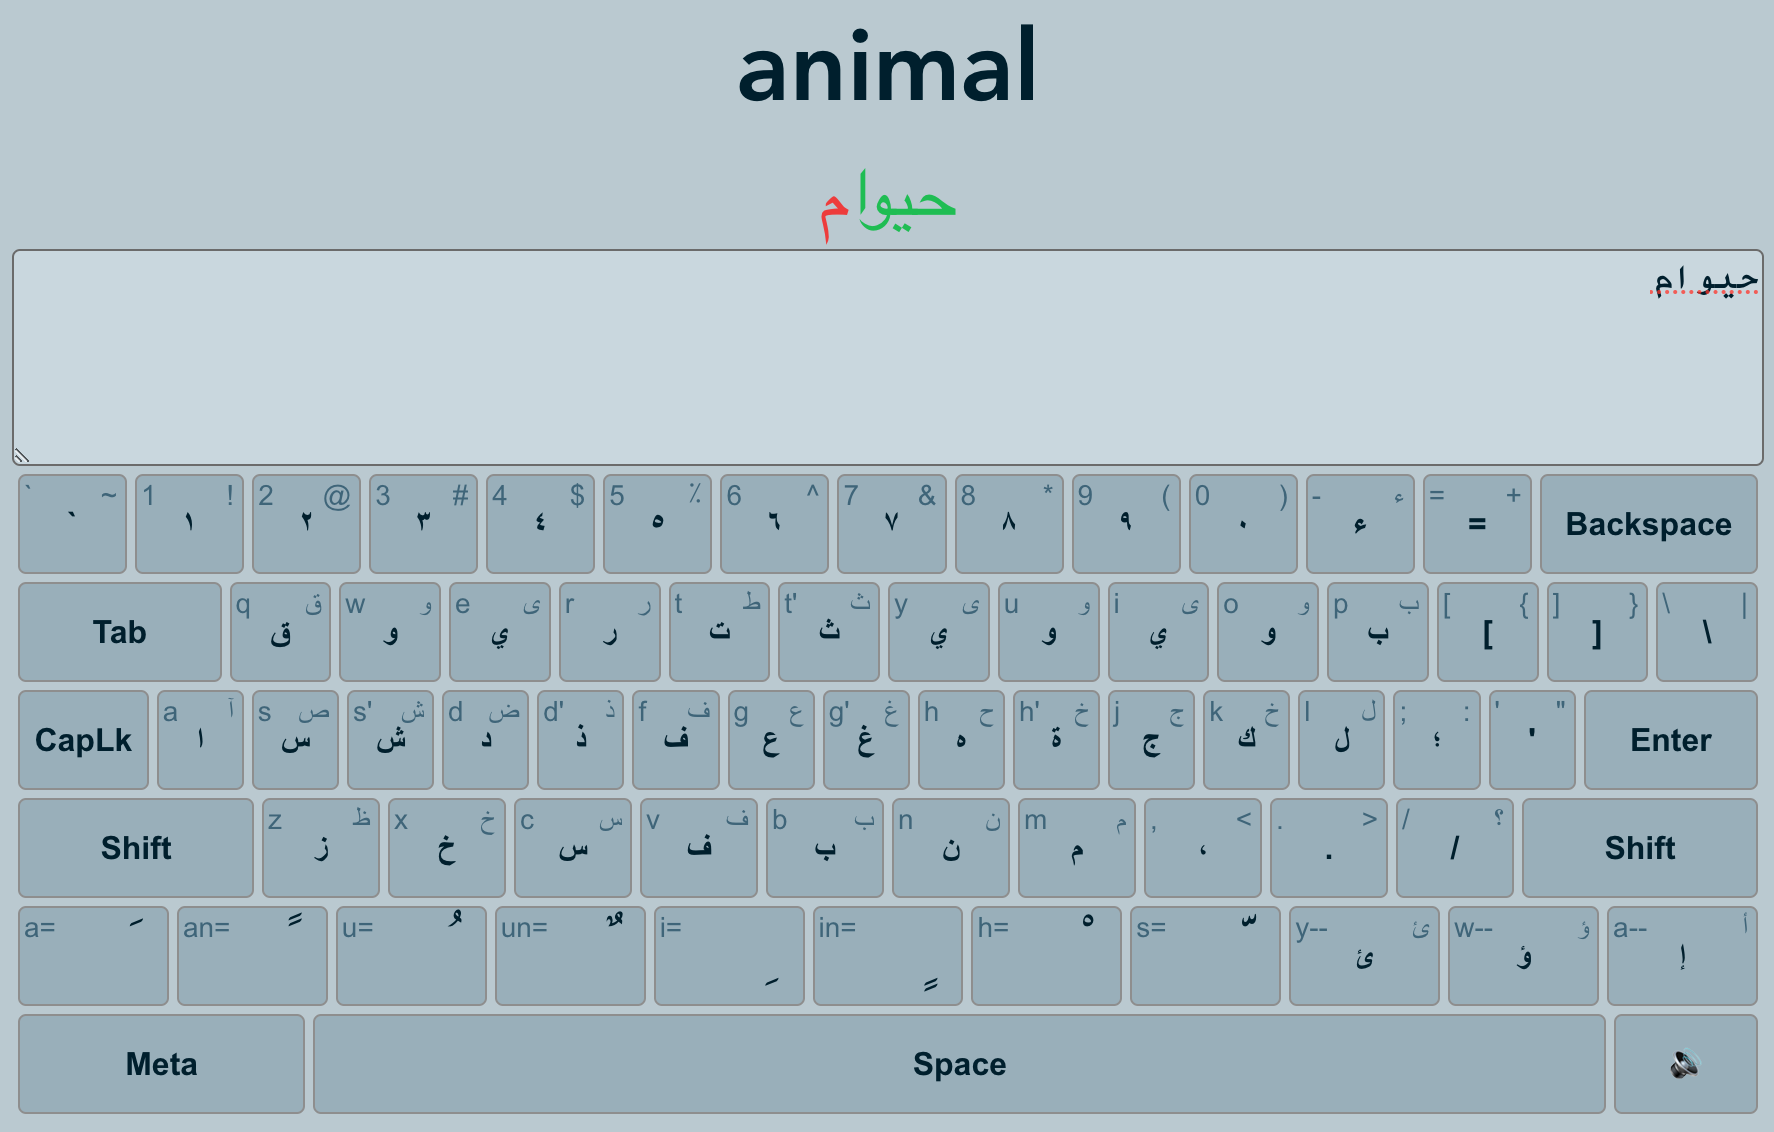 animal
حيوام
حيوام
` ~ ` 1 ! ١ 2 @ ٢ 3 # ٣ 4 $ ٤ 5 ٪ ٥ 6 ^ ٦ 7 & ٧ 8 * ٨ 9 ( ٩ 0 ) ٠ - ء ء = + = Backspace
Tab q ق ق w و و e ى ي r ر ر t ط ت t' ث ث y ى ي u و و i ى ي o و و p ب ب [ { [ ] } ] \ | \
CapLk a آ ا s ص س s' ش ش d ض د d' ذ ذ f ف ف g ع ع g' غ غ h ح ه h' خ ة j ج ج k خ ك l ل ل ; : ؛ ' " ' Enter
Shift z ظ ز x خ خ c س س v ف ف b ب ب n ن ن m م م , < ، . > . / ؟ / Shift
a= َ an= ً u= ُ un= ٌ i= ِ in= ٍ h= ْ s= ّ y-- ئ ئ w-- ؤ ؤ a-- أ إ
Meta Space